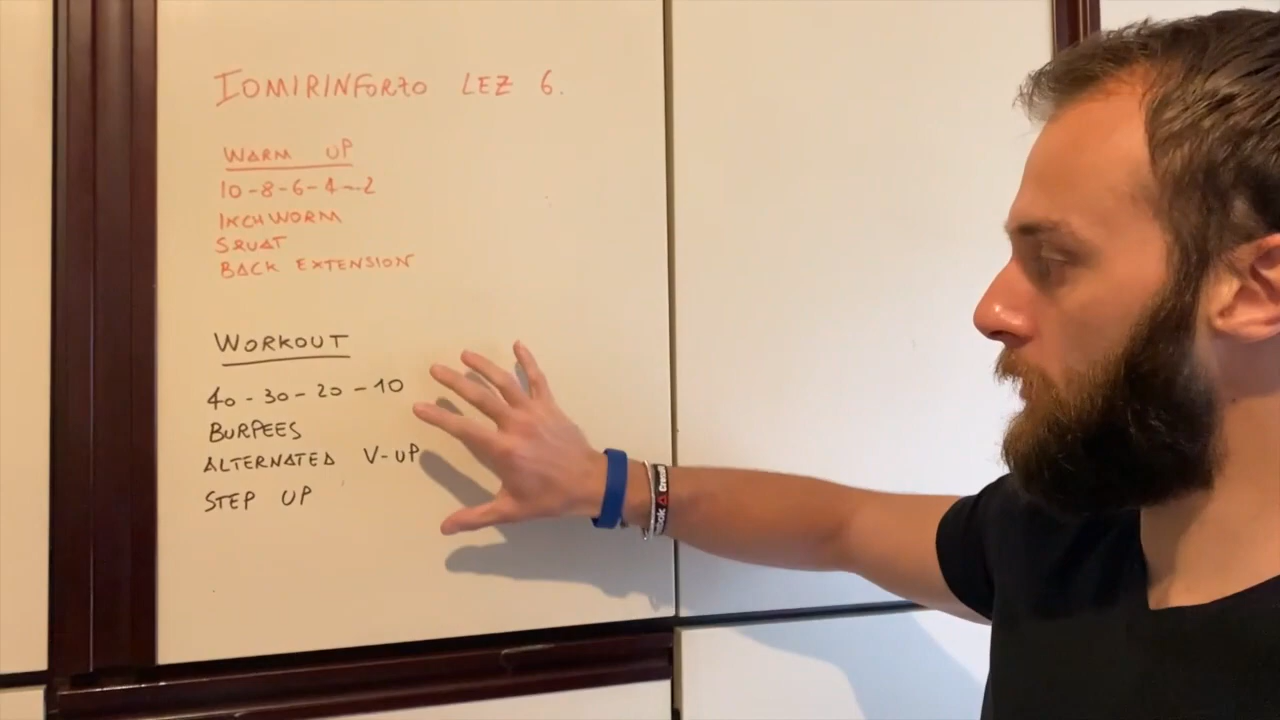 IOMIRINFORZO LEZ 6.
WARM UP
10-8-6-4-2
INCHWORM
SQUAT
BACK EXTENSION
WORKOUT
40-30-20-10
BURPEES
ALTERNATED V-UP
STEP UP